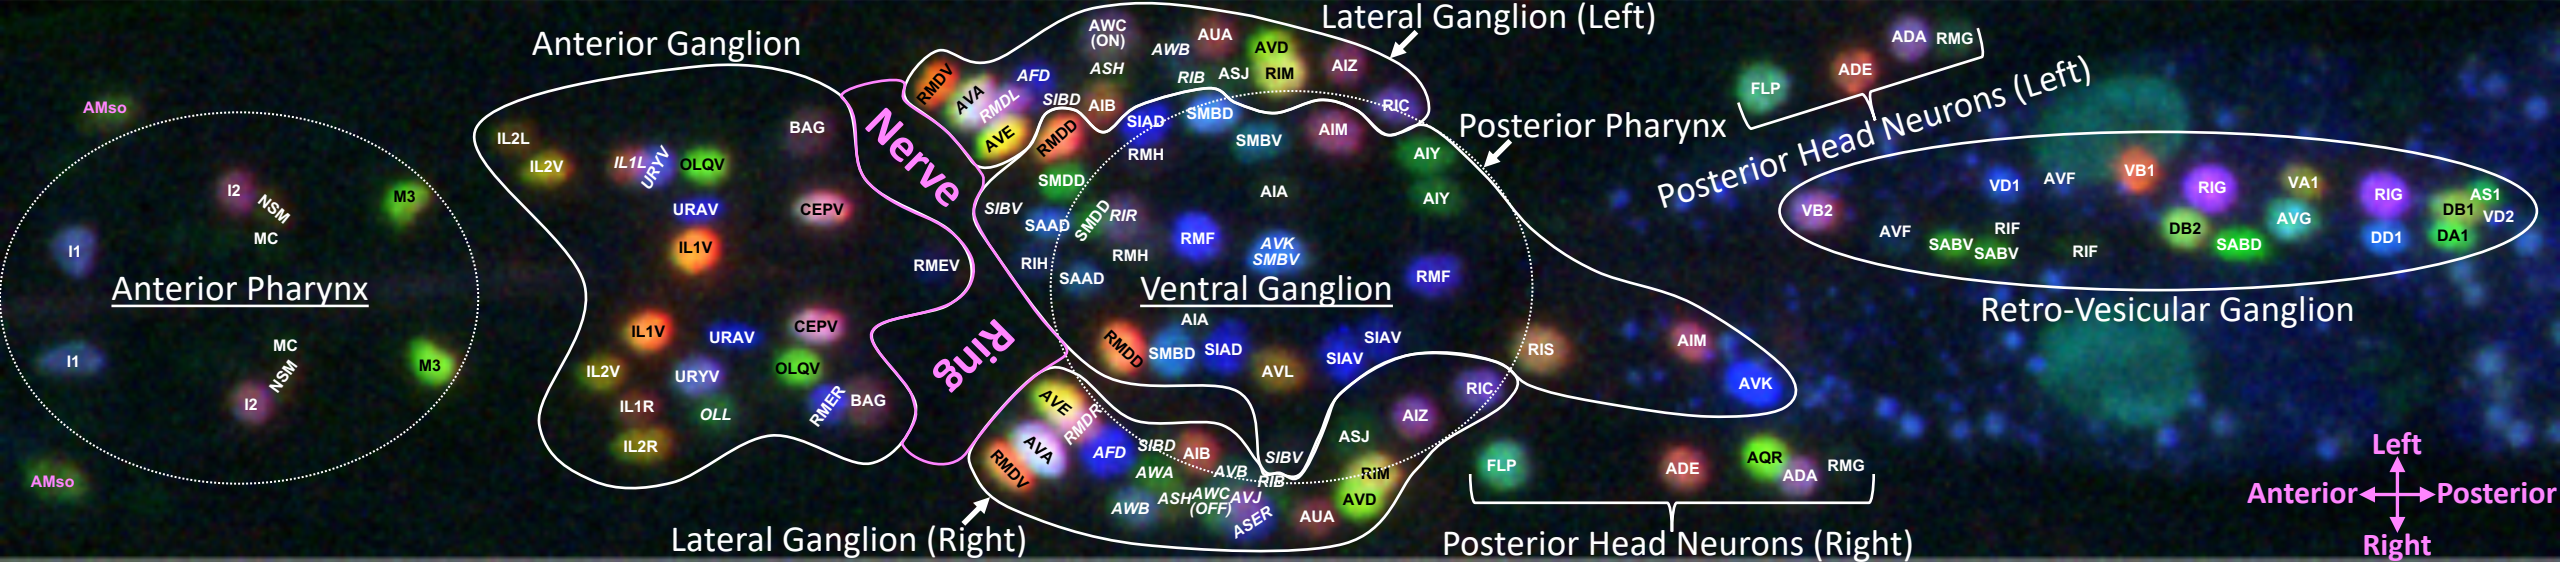 Anterior Pharynx
AMso
I2
NSM
MC
M3
I1
I1
MC
NSM
I2
M3
AMso
Anterior Ganglion
IL2L
IL2V
IL1L
URYV
OLQV
BAG
URAV
CEPV
IL1V
RMEV
IL1V
URAV
CEPV
IL2V
URYV
OLQV
IL1R
OLL
RMER
BAG
IL2R
Nerve
Ring
Lateral Ganglion (Left)
RMDV
AVA
RMDL
AVE
AFD
SIBD
AWC
(ON)
ASH
AIB
AWB
AUA
RIB
ASJ
AVD
RIM
AIZ
RIC
Posterior Pharynx
Ventral Ganglion
RMDD
SIAD
SMBD
RMH
SMBV
AIM
AIY
SMDD
AIA
AIY
SIBV
SAAD
SMDD
RIR
RMF
AVK
SMBV
RIH
RMH
SAAD
RMF
AIA
RMDD
SMBD
SIAD
AVL
SIAV
SIAV
SIBV
RIS
AIM
AVK
Lateral Ganglion (Right)
AVE
RMDR
AVA
RMDV
AFD
SIBD
AIB
AWA
AVB
RIB
AWB
ASH
AWC
(OFF)
AVJ
ASER
AUA
ASJ
AIZ
RIC
RIM
AVD
Posterior Head Neurons (Left)
FLP
ADE
ADA
RMG
Posterior Head Neurons (Right)
FLP
ADE
AQR
ADA
RMG
Retro-Vesicular Ganglion
VB2
VD1
AVF
VB1
RIG
VA1
RIG
AS1
DB1
VD2
AVF
RIF
SABV
SABV
RIF
DB2
SABD
AVG
DD1
DA1
Left
Anterior
Posterior
Right